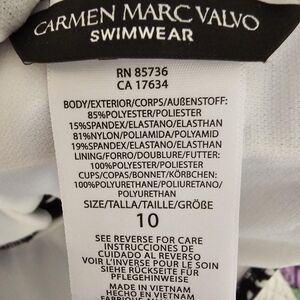 CARMEN MARC VALVO
SWIMWEAR
RN 85736
CA 17634
BODY/EXTERIOR/CORPS/AUßENSTOFF:
85%POLYESTER/POLIESTER
15%SPANDEX/ELASTANO/ELASTHAN
81%NYLON/POLIAMIDA/POLYAMID
19%SPANDEX/ELASTANO/ELASTHAN
LINING/FORRO/DOUBLURE/FUTTER:
100%POLYESTER/POLIESTER
CUPS/COPAS/BONNET/KÖRBCHEN:
100%POLYURETHANE/POLIURETANO/
POLYURETHAN
SIZE/TALLA/TAILLE/GRÖßE
10
SEE REVERSE FOR CARE
INSTRUCCIONES DE
CUIDADO AL REVERSO
VOIR L'INVERSE POUR LE SOIN
SIEHE RÜCKSEITE FÜR
PFLEGEHINWEISE
MADE IN VIETNAM
HECHO EN VIETNAM